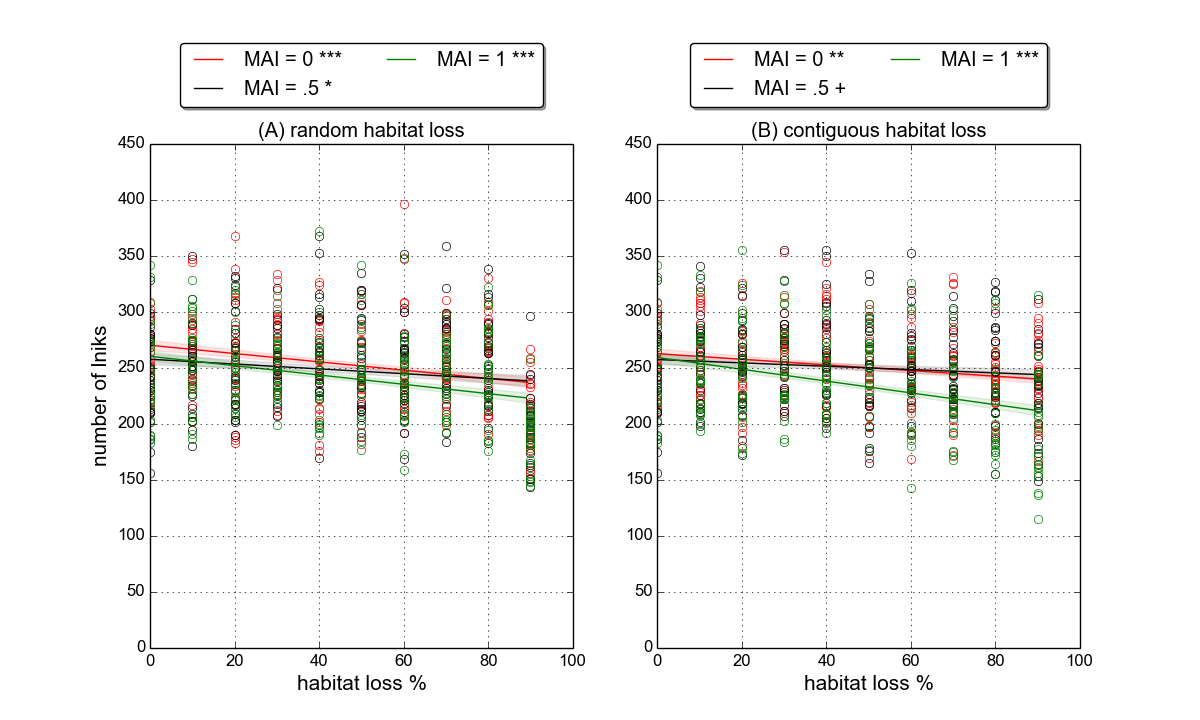 MAI = 0 *** MAI = 1 ***
MAI = .5 *
MAI = 0 ** MAI = 1 ***
MAI = .5 +
(A) random habitat loss
(B) contiguous habitat loss
450
400
350
300
250
200
150
100
50
0
number of lniks
0 20 40 60 80 100
habitat loss %
450
400
350
300
250
200
150
100
50
0
0 20 40 60 80 100
habitat loss %